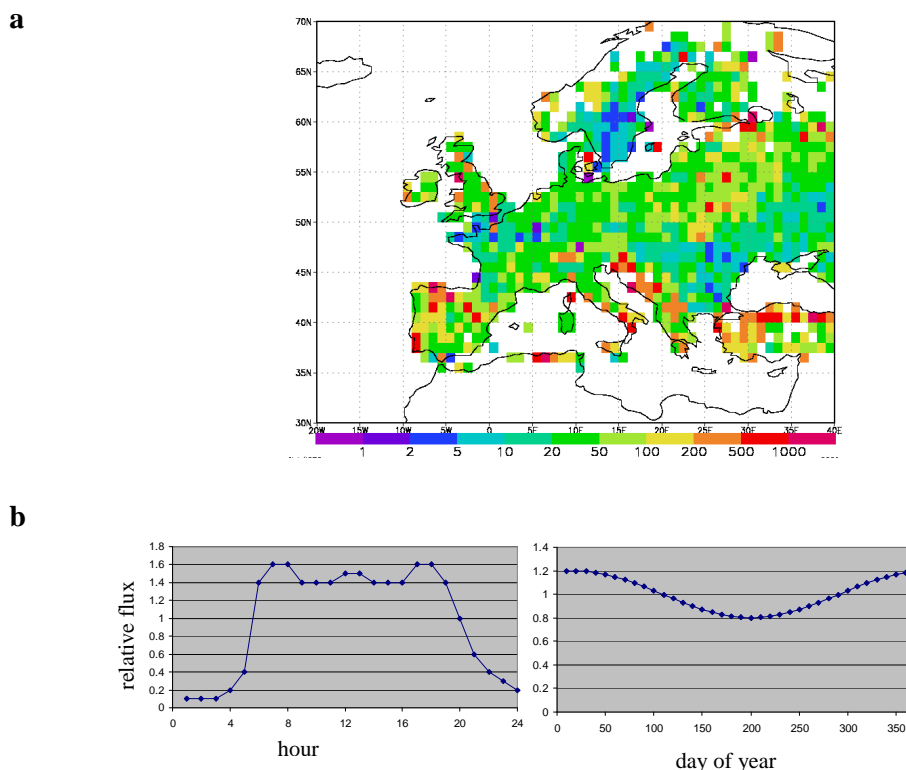 a
70N
65N
60N
55N
50N
45N
40N
35N
30N
20W 15W 10W 5W 0 5E 10E 15E 20E 25E 30E 35E 40E
1 2 5 10 20 50 100 200 500 1000
b
1.8
1.6
1.4
1.2
1
0.8
0.6
0.4
0.2
0
0 4 8 12 16 20 24
relative flux
hour
1.4
1.2
1
0.8
0.6
0.4
0.2
0
0 50 100 150 200 250 300 350
day of year